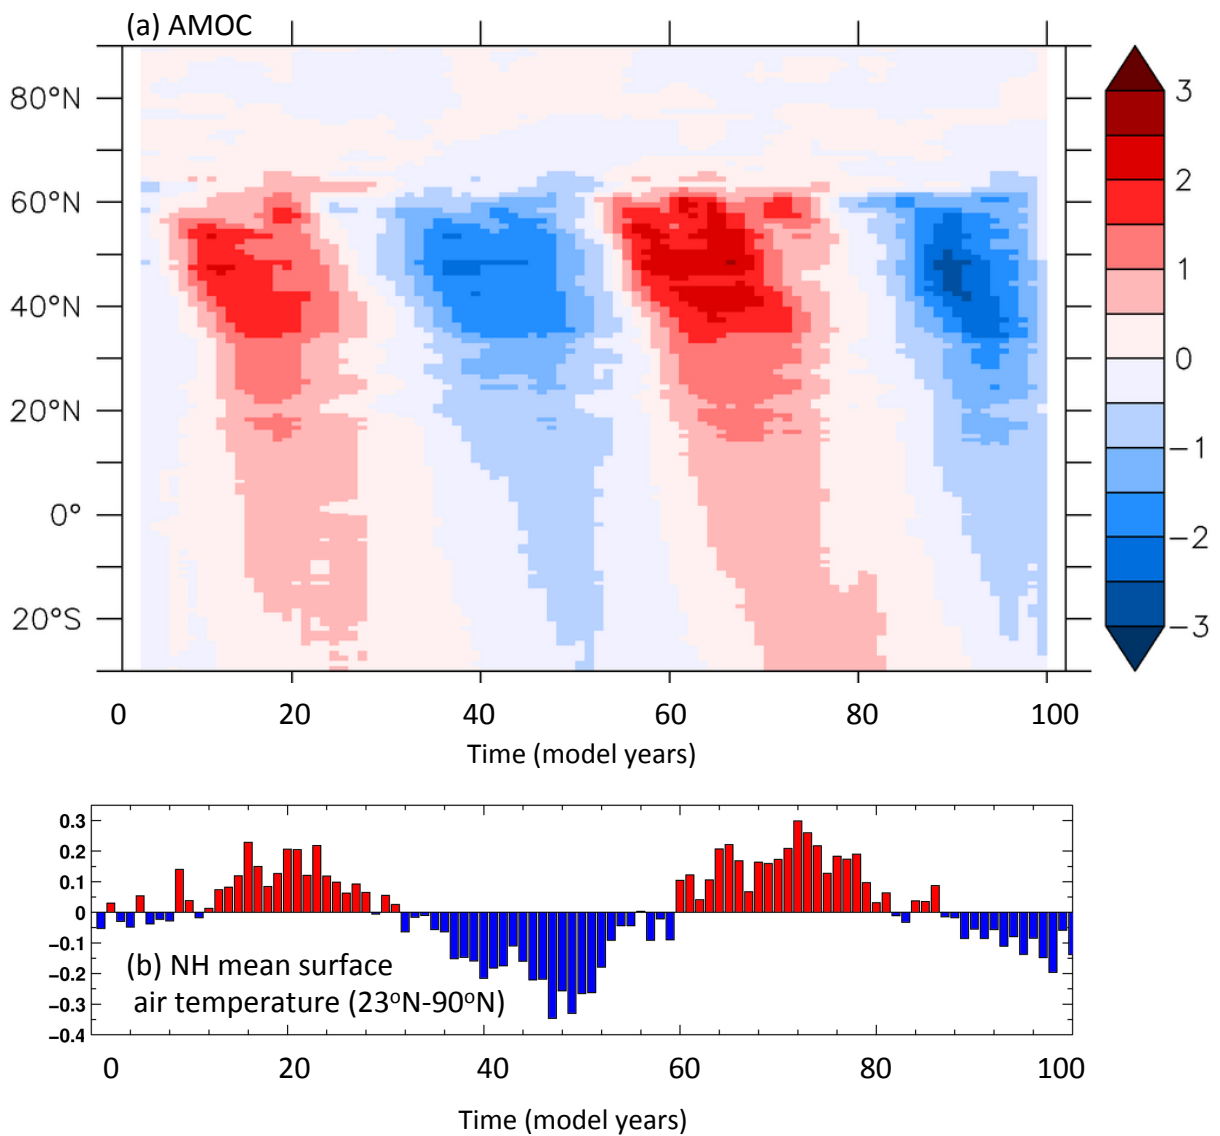 (a) AMOC
80°N
60°N
40°N
20°N
0°
20°S
3
2
1
0
−1
−2
−3
0 20 40 60 80 100
Time (model years)
0.3
0.2
0.1
0
−0.1
−0.2
−0.3
−0.4
(b) NH mean surface
air temperature (23°N-90°N)
0 20 40 60 80 100
Time (model years)